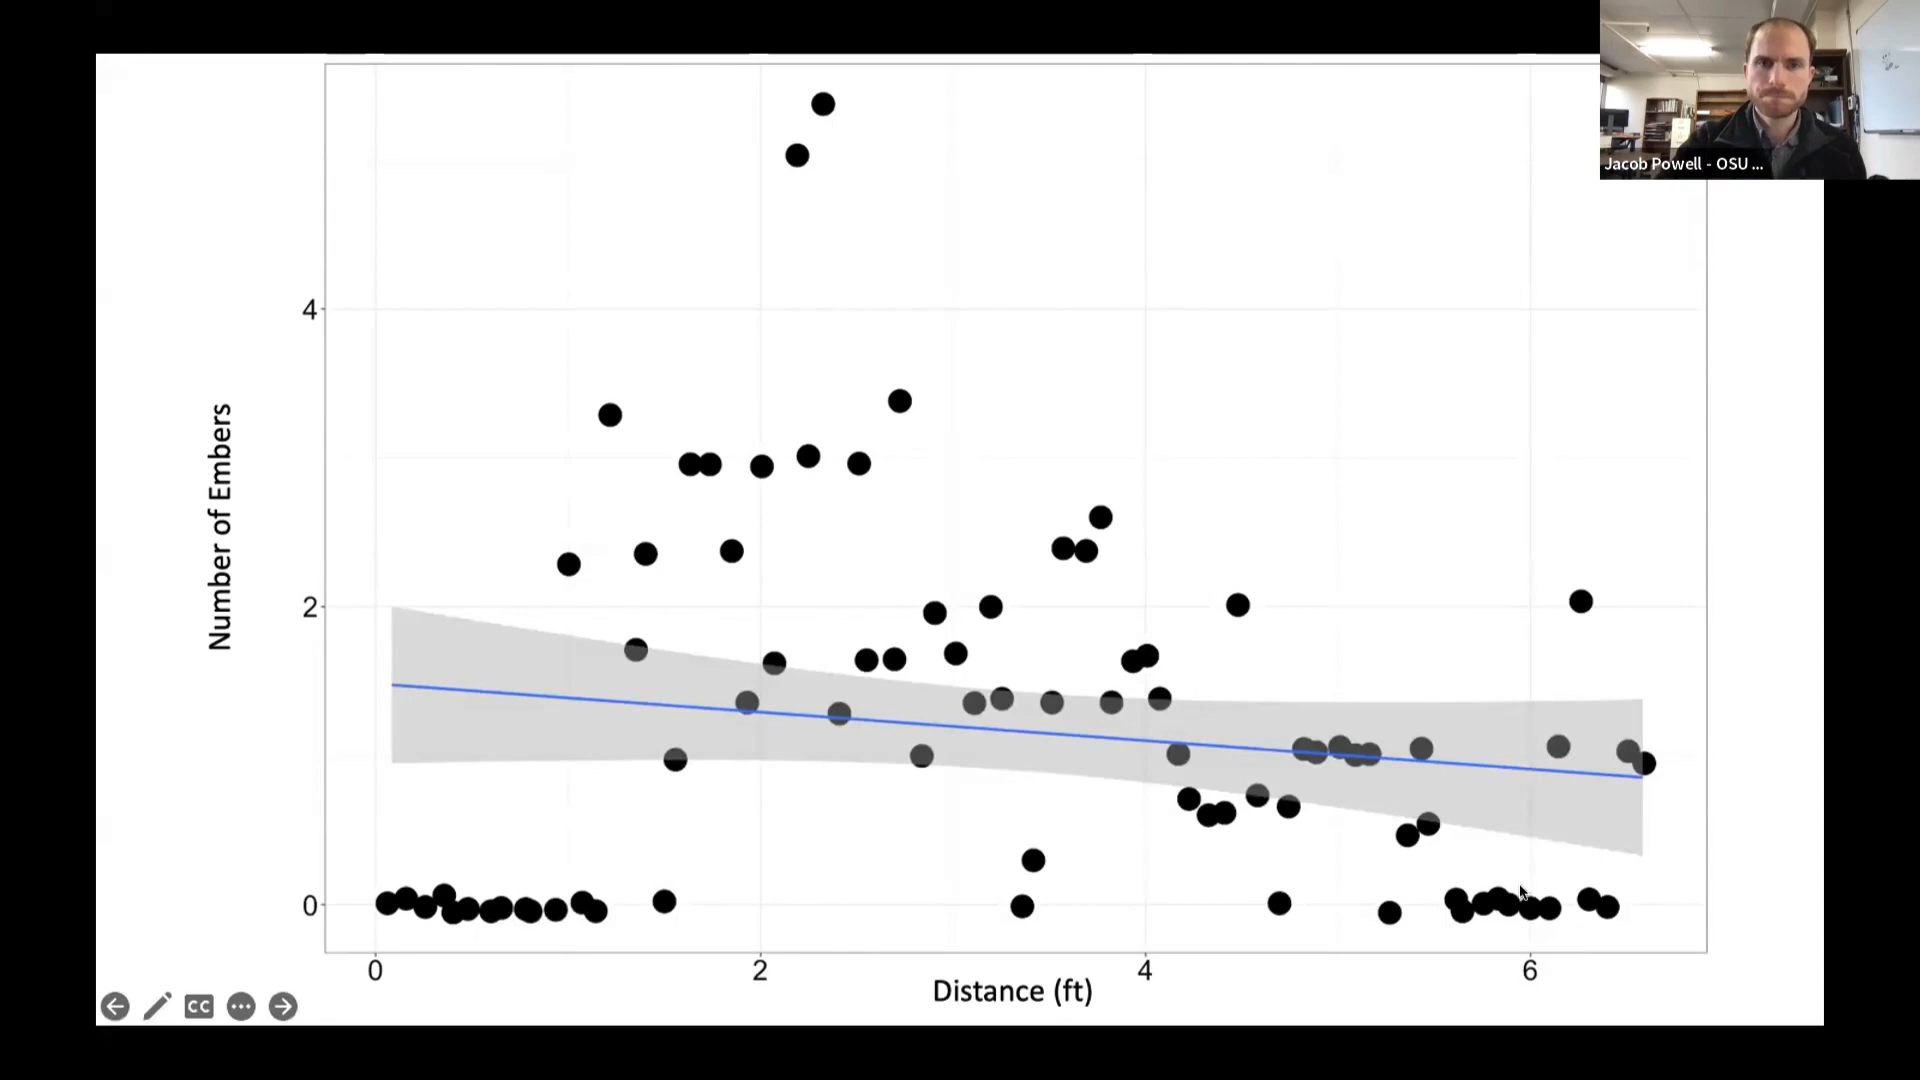 Jacob Powell - OSU ...
4
2
0
Number of Embers
0 2 4 6
Distance (ft)
CC